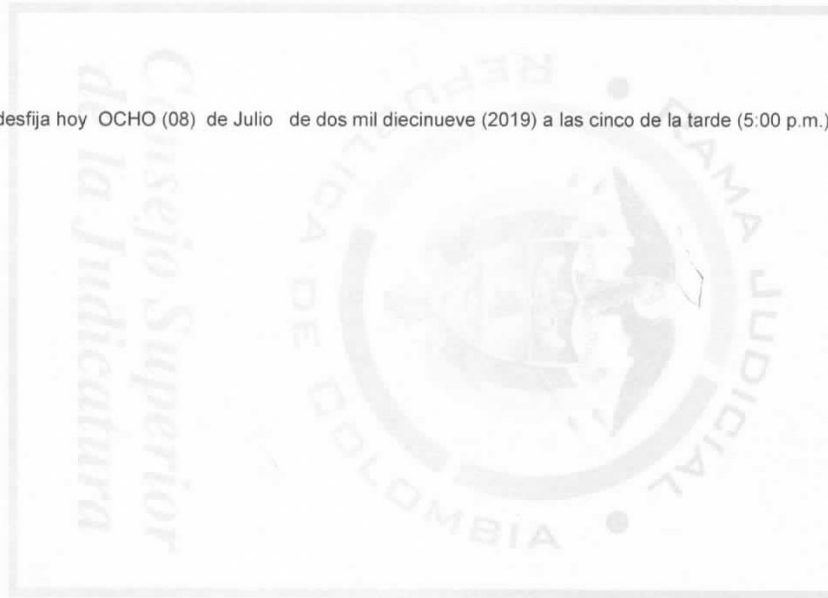 desfija hoy OCHO (08) de Julio de dos mil diecinueve (2019) a las cinco de la tarde (5:00 p.m.)
Consejo Superior
de la Judicatura
REPUBLICA DE COLOMBIA
RAMA JUDICIAL